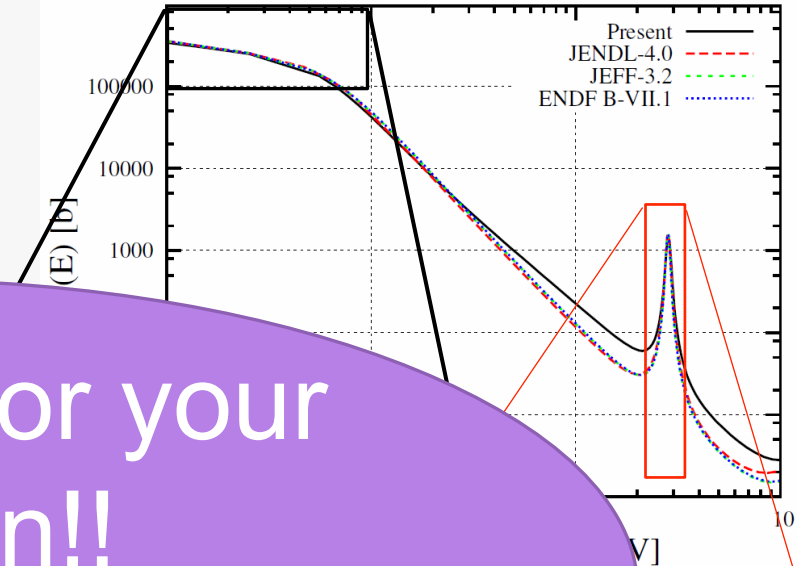 Present
JENDL-4.0
JEFF-3.2
ENDF B-VII.1
100000
10000
1000
(E) [b]
or your
n!!
10
V]